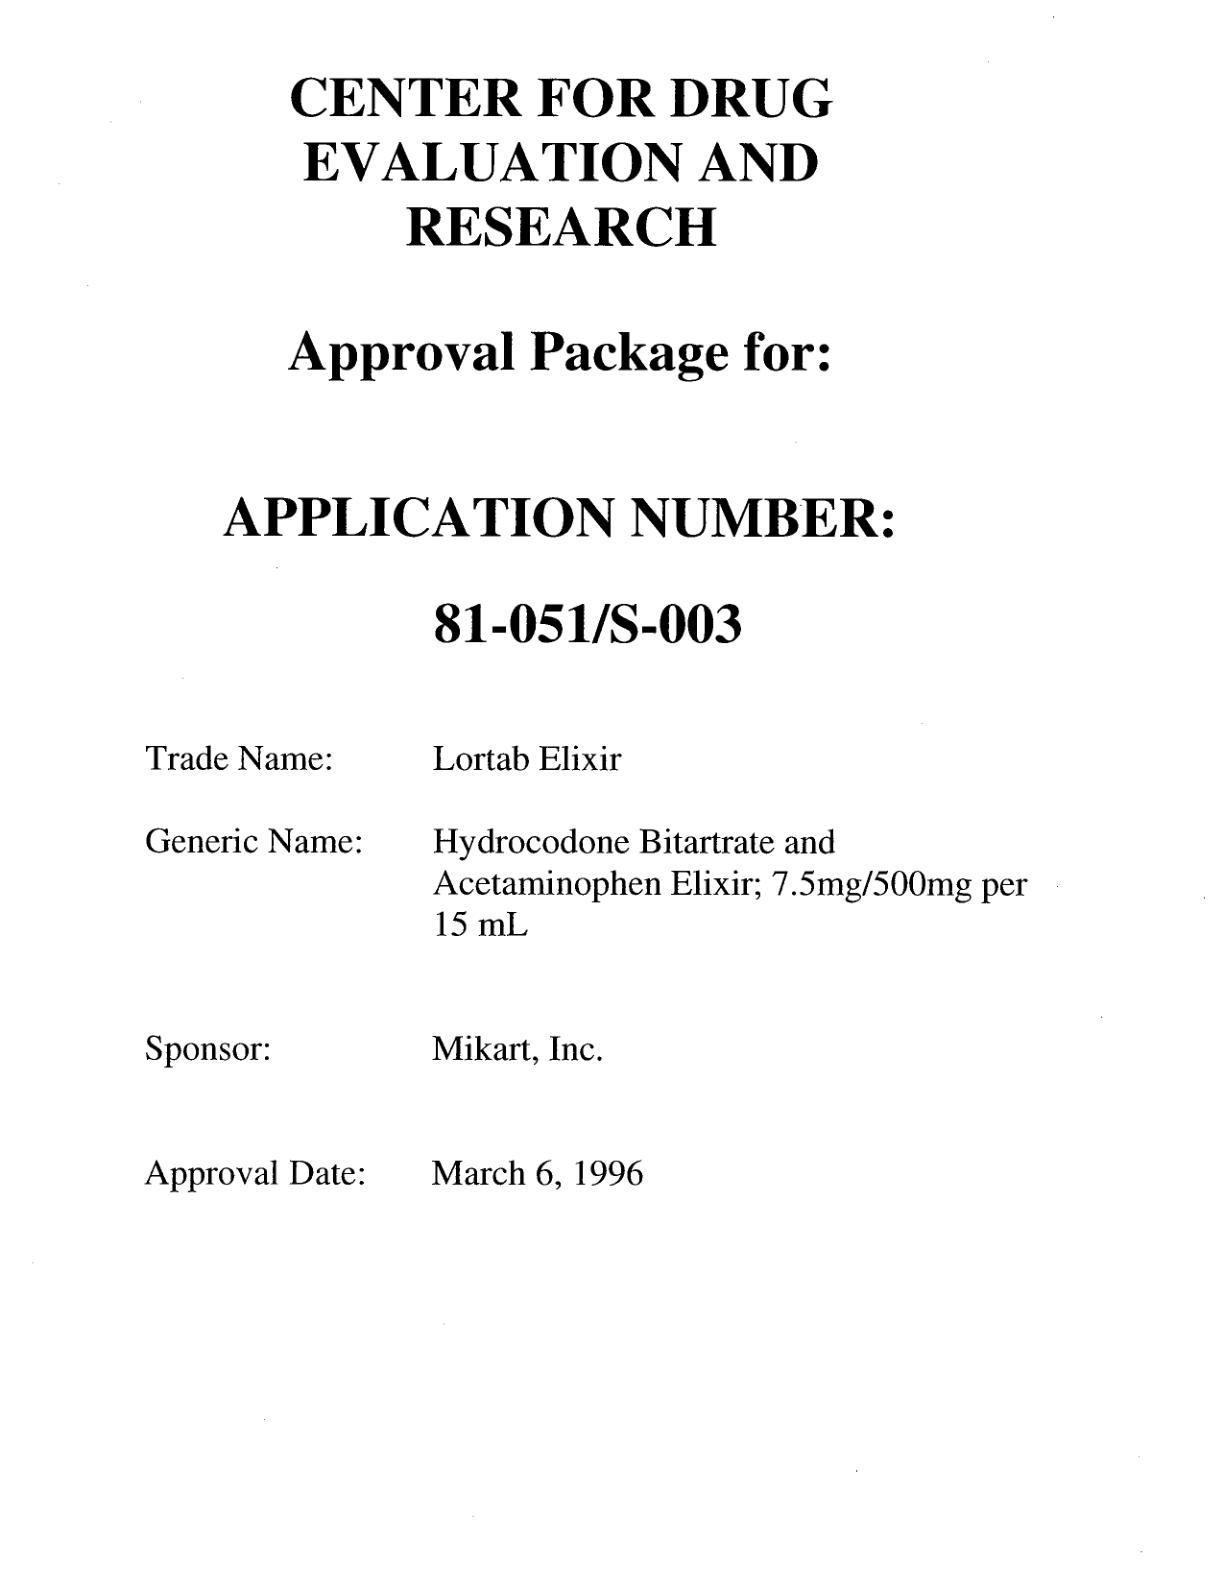 CENTER FOR DRUG
EVALUATION AND
RESEARCH
Approval Package for:
APPLICATION NUMBER:
81-051/S-003
Trade Name: Lortab Elixir
Generic Name: Hydrocodone Bitartrate and
Acetaminophen Elixir; 7.5mg/500mg per
15 mL
Sponsor: Mikart, Inc.
Approval Date: March 6, 1996